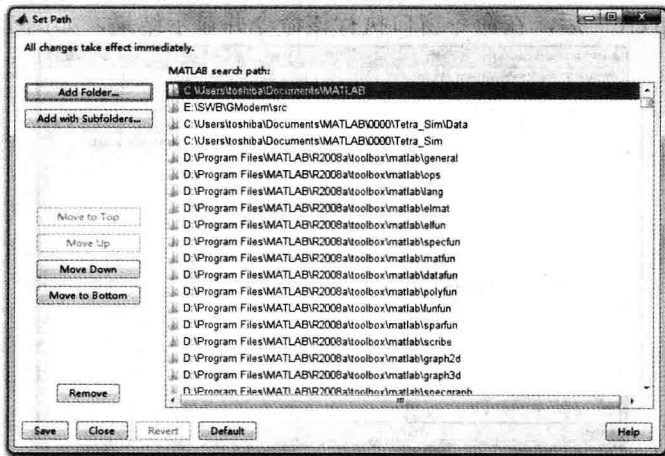 Set Path
All changes take effect immediately.
MATLAB search path:
Add Folder...
Add with Subfolders...
Move to Top
Move Up
Move Down
Move to Bottom
Remove
C:\Users\toshiba\Documents\MATLAB
E:\SWB\GModem\src
C:\Users\toshiba\Documents\MATLAB\0000\Tetra_Sim\Data
C:\Users\toshiba\Documents\MATLAB\0000\Tetra_Sim
D:\Program Files\MATLAB\R2008a\toolbox\matlab\general
D:\Program Files\MATLAB\R2008a\toolbox\matlab\ops
D:\Program Files\MATLAB\R2008a\toolbox\matlab\lang
D:\Program Files\MATLAB\R2008a\toolbox\matlab\elmat
D:\Program Files\MATLAB\R2008a\toolbox\matlab\elfun
D:\Program Files\MATLAB\R2008a\toolbox\matlab\specfun
D:\Program Files\MATLAB\R2008a\toolbox\matlab\matfun
D:\Program Files\MATLAB\R2008a\toolbox\matlab\datafun
D:\Program Files\MATLAB\R2008a\toolbox\matlab\polyfun
D:\Program Files\MATLAB\R2008a\toolbox\matlab\funfun
D:\Program Files\MATLAB\R2008a\toolbox\matlab\sparfun
D:\Program Files\MATLAB\R2008a\toolbox\matlab\scribe
D:\Program Files\MATLAB\R2008a\toolbox\matlab\graph2d
D:\Program Files\MATLAB\R2008a\toolbox\matlab\graph3d
D:\Program Files\MATLAB\R2008a\toolbox\matlab\specgraph
Save
Close
Revert
Default
Help